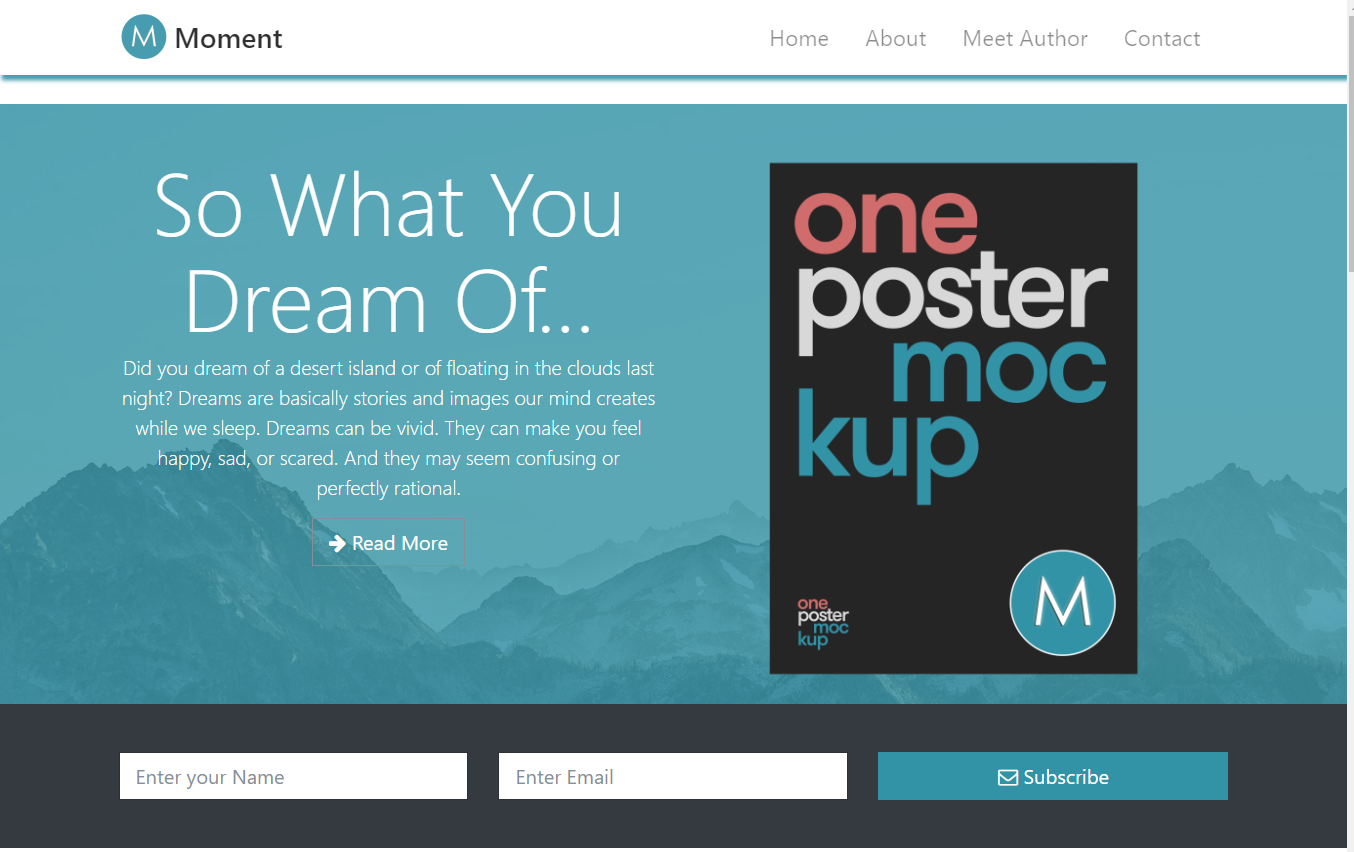 M Moment
Home About Meet Author Contact
So What You
Dream Of...
Did you dream of a desert island or of floating in the clouds last
night? Dreams are basically stories and images our mind creates
while we sleep. Dreams can be vivid. They can make you feel
happy, sad, or scared. And they may seem confusing or
perfectly rational.
Read More
one
poster
moc
kup
one
poster
moc
kup
M
Enter your Name
Enter Email
Subscribe